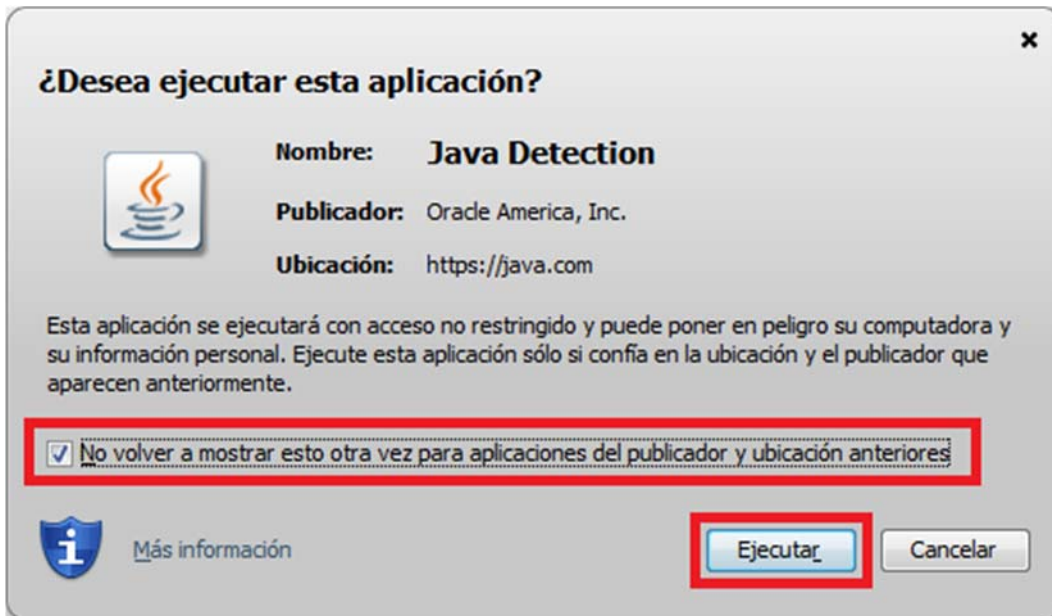 ¿Desea ejecutar esta aplicación?
Nombre: Java Detection
Publicador: Oracle America, Inc.
Ubicación: https://java.com
Esta aplicación se ejecutará con acceso no restringido y puede poner en peligro su computadora y
su información personal. Ejecute esta aplicación sólo si confía en la ubicación y el publicador que
aparecen anteriormente.
No volver a mostrar esto otra vez para aplicaciones del publicador y ubicación anteriores
Más información
Ejecutar
Cancelar